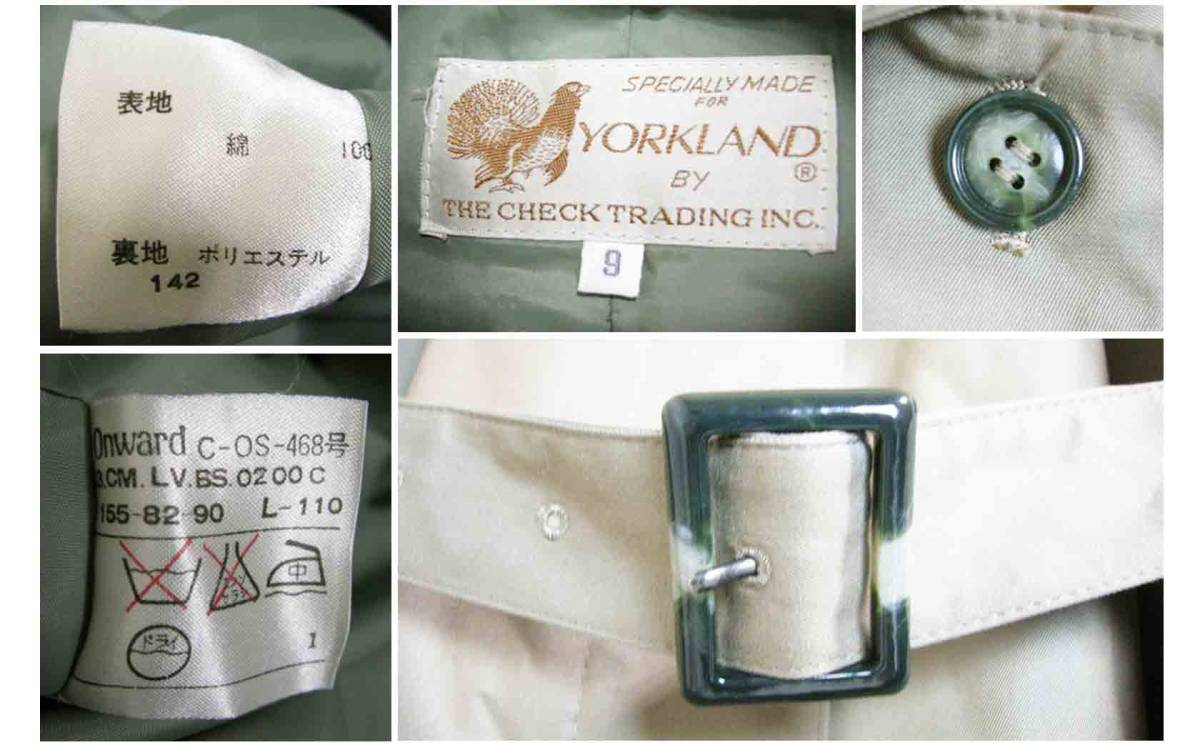 表地
綿 100
裏地 ポリエステル
142
SPECIALLY MADE
FOR
YORKLAND
BY ®
THE CHECK TRADING INC.
9
Onward C-OS-468号
.CM. LV.BS. 0200 C
155-82-90 L-110
中
ドライ
1